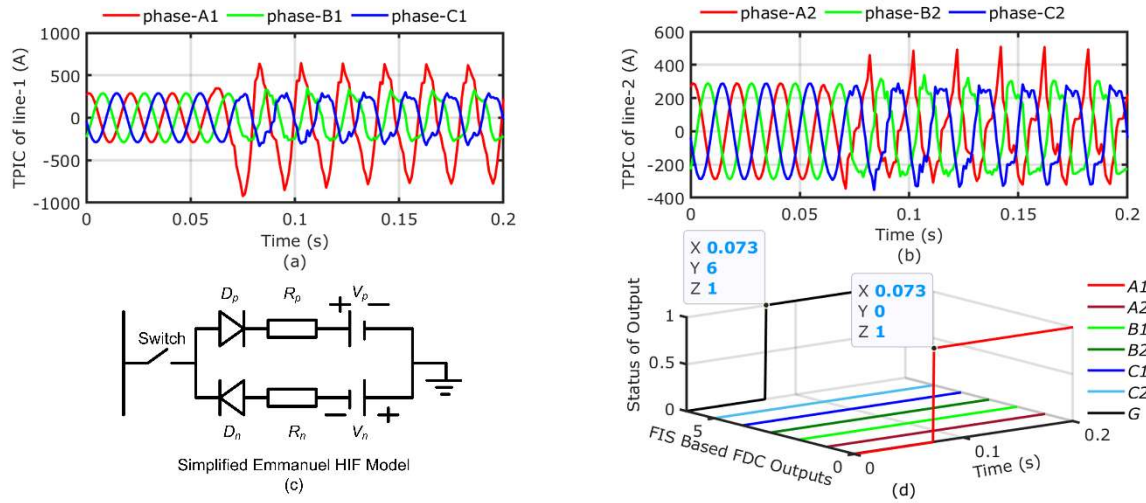 phase-A1 phase-B1 phase-C1
TPIC of line-1 (A)
1000
500
0
-500
-1000
0 0.05 0.1 0.15 0.2
Time (s)
(a)
phase-A2 phase-B2 phase-C2
TPIC of line-2 (A)
600
400
200
0
-200
-400
0 0.05 0.1 0.15 0.2
Time (s)
(b)
Switch
Dp Rp + Vp −
Dn Rn − Vn +
Simplified Emmanuel HIF Model
(c)
X 0.073
Y 6
Z 1
X 0.073
Y 0
Z 1
Status of Output
1
0.5
0
5
0
FIS Based FDC Outputs
0
0.1
0.2
Time (s)
A1
A2
B1
B2
C1
C2
G
(d)